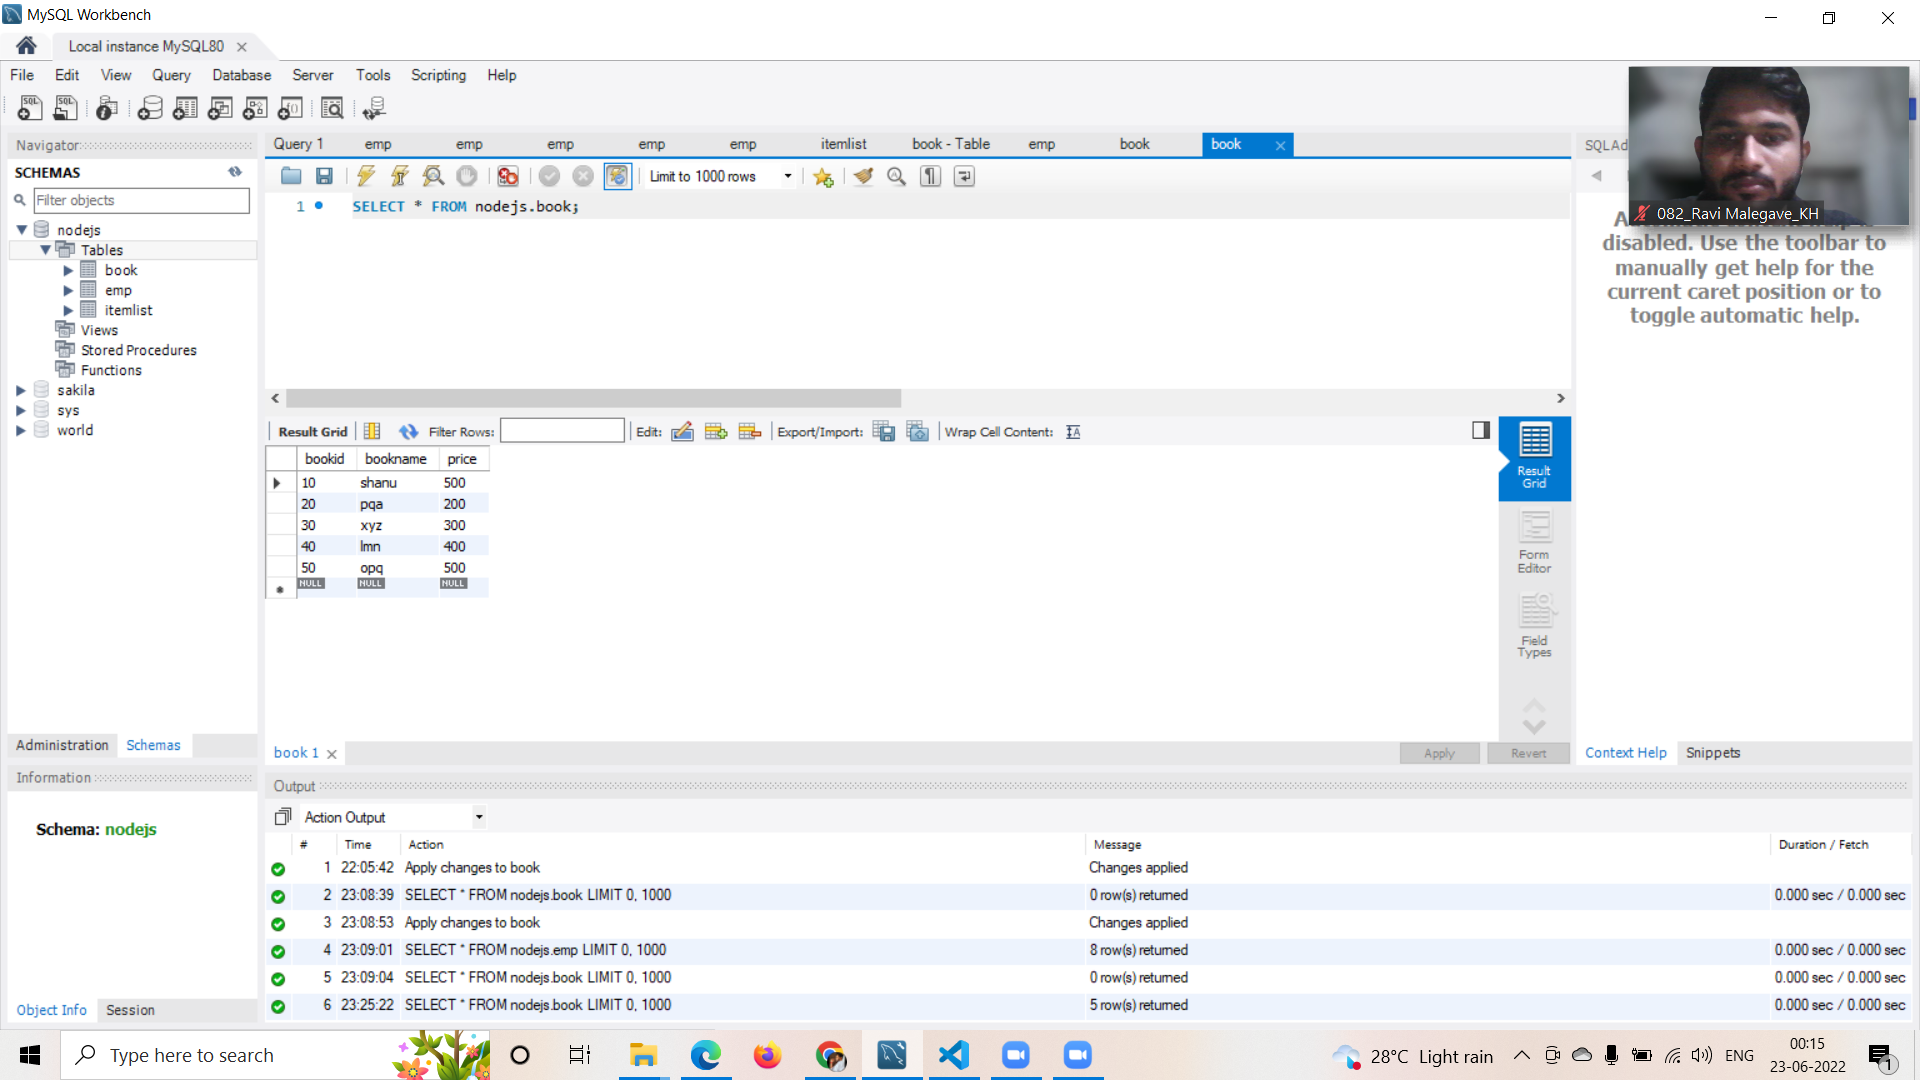 MySQL Workbench
Local instance MySQL80
File Edit View Query Database Server Tools Scripting Help
Navigator
SCHEMAS
Filter objects
nodejs
Tables
book
emp
itemlist
Views
Stored Procedures
Functions
sakila
sys
world
Administration Schemas
Information
Schema: nodejs
Object Info Session
Query 1 emp emp emp emp emp itemlist book - Table emp book book
Limit to 1000 rows
1 SELECT * FROM nodejs.book;
Result Grid Filter Rows: Edit: Export/Import: Wrap Cell Content:
bookid bookname price
10 shanu 500
20 pqa 200
30 xyz 300
40 lmn 400
50 opq 500
NULL NULL NULL
Result
Grid
Form
Editor
Field
Types
book 1 Apply Revert
SQL Ad
082_Ravi Malegave_KH
disabled. Use the toolbar to
manually get help for the
current caret position or to
toggle automatic help.
Context Help Snippets
Output
Action Output
# Time Action Message Duration / Fetch
1 22:05:42 Apply changes to book Changes applied
2 23:08:39 SELECT * FROM nodejs.book LIMIT 0, 1000 0 row(s) returned 0.000 sec / 0.000 sec
3 23:08:53 Apply changes to book Changes applied
4 23:09:01 SELECT * FROM nodejs.emp LIMIT 0, 1000 8 row(s) returned 0.000 sec / 0.000 sec
5 23:09:04 SELECT * FROM nodejs.book LIMIT 0, 1000 0 row(s) returned 0.000 sec / 0.000 sec
6 23:25:22 SELECT * FROM nodejs.book LIMIT 0, 1000 5 row(s) returned 0.000 sec / 0.000 sec
Type here to search
28°C Light rain
ENG
00:15
23-06-2022
1